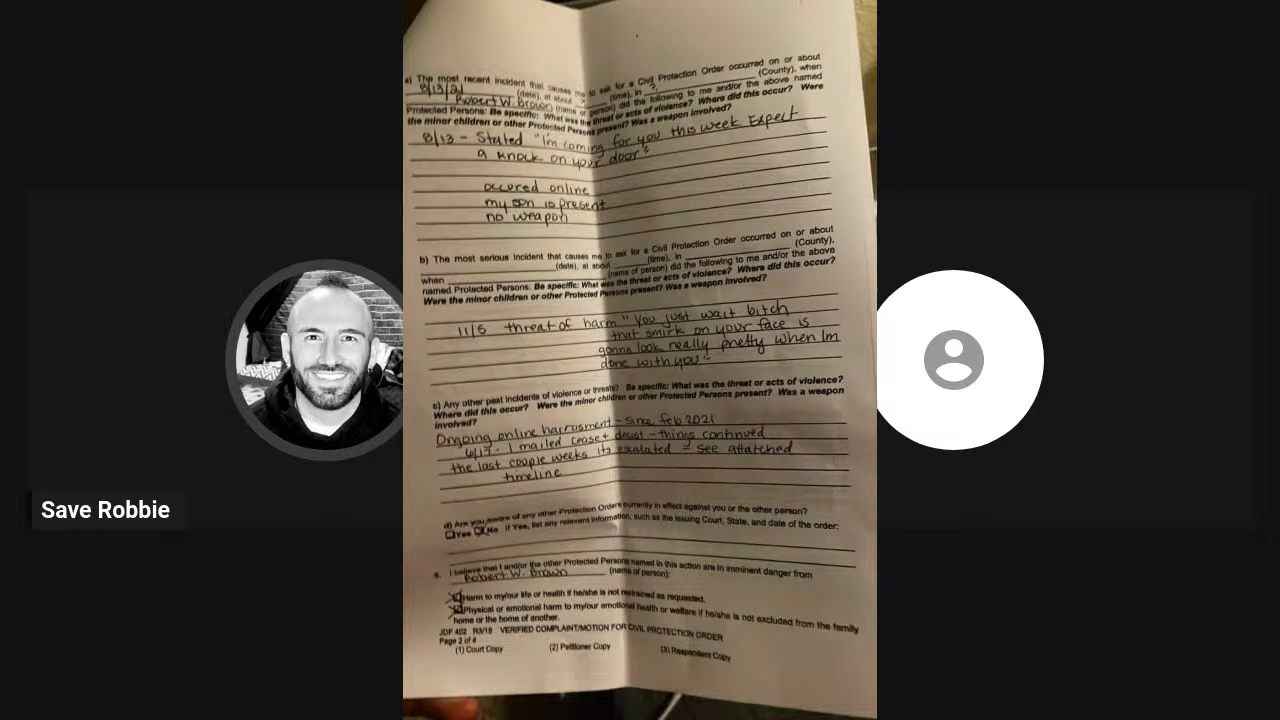 a) The most recent incident that causes me to ask for a Civil Protection Order occurred on or about
8/13/21 (date), at about ? (time), in (County), when
Robert W. Brown (name of person) did the following to me and/or the above named
Protected Persons: Be specific: What was the threat or acts of violence? Where did this occur? Were
the minor children or other Protected Persons present? Was a weapon involved?
8/13 - Stated "I'm coming for you this week Expect
a knock on your door"
occured online
my son is present
no weapon
b) The most serious incident that causes me to ask for a Civil Protection Order occurred on or about
(date), at about (time), in (County),
when (name of person) did the following to me and/or the above
named Protected Persons: Be specific: What was the threat or acts of violence? Where did this occur?
Were the minor children or other Protected Persons present? Was a weapon involved?
11/5 threat of harm "you just wait bitch
that smirk on your face is
gonna look really pretty when Im
done with you"
c) Any other past incidents of violence or threats? Be specific: What was the threat or acts of violence?
Where did this occur? Were the minor children or other Protected Persons present? Was a weapon
involved?
Ongoing online harrasment - since feb 2021
6/17 - I mailed cease + desist - things continued
the last couple weeks its escalated = see attatched
timeline
d) Are you aware of any other Protection Orders currently in effect against you or the other person?
Yes No If Yes, list any relevant information, such as the issuing Court, State, and date of the order:
I believe that I and/or the other Protected Persons named in this action are in imminent danger from
Robert W. Brown (name of person):
Harm to my/our life or health if he/she is not restrained as requested.
Physical or emotional harm to my/our emotional health or welfare if he/she is not excluded from the family
home or the home of another.
JDF 402 R3/18 VERIFIED COMPLAINT/MOTION FOR CIVIL PROTECTION ORDER
Page 2 of 4
(1) Court Copy (2) Petitioner Copy (3) Respondent Copy
Save Robbie